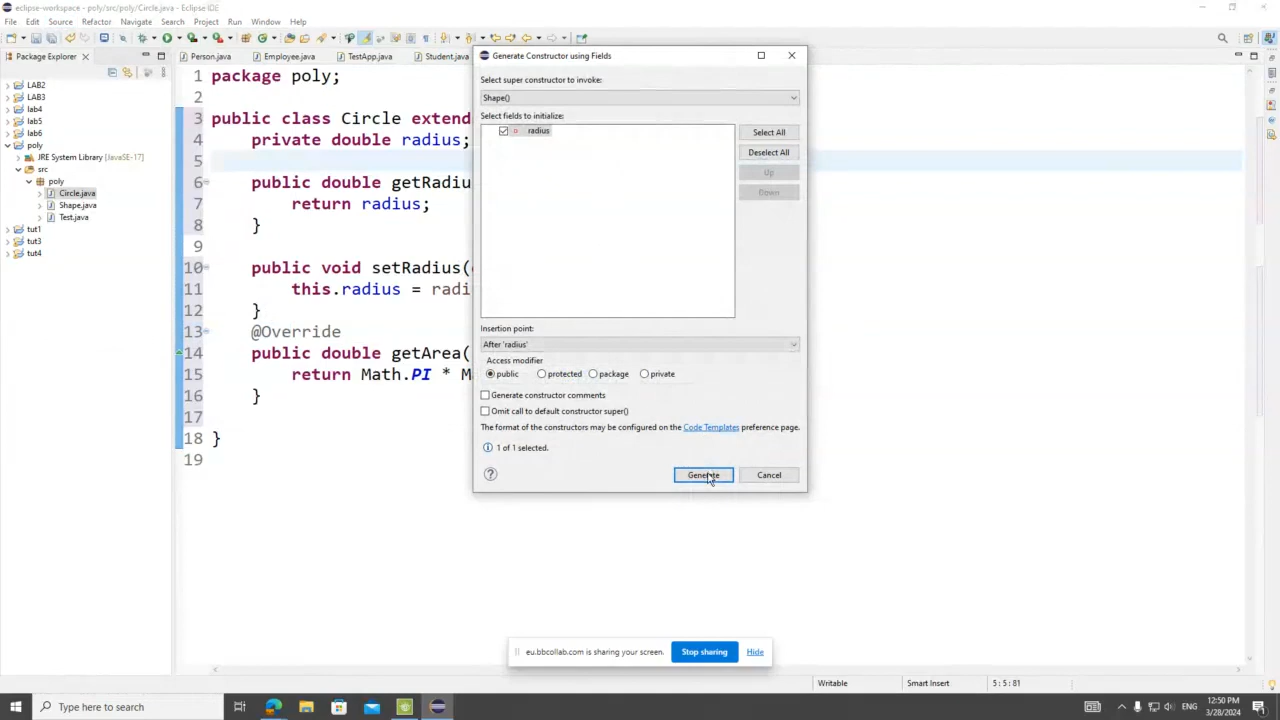 eclipse-workspace - poly/src/poly/Circle.java - Eclipse IDE
File Edit Source Refactor Navigate Search Project Run Window Help
Package Explorer
LAB2
LAB3
lab4
lab5
lab6
poly
JRE System Library [JavaSE-17]
src
poly
Circle.java
Shape.java
Test.java
tut1
tut3
tut4
Person.java Employee.java TestApp.java Student.java
1 package poly;
2
3 public class Circle extend
4 private double radius;
5
6 public double getRadiu
7 return radius;
8 }
9
10 public void setRadius(
11 this.radius = radi
12 }
13 @Override
14 public double getArea(
15 return Math.PI * M
16 }
17
18 }
19
Generate Constructor using Fields
Select super constructor to invoke:
Shape()
Select fields to initialize:
radius
Select All
Deselect All
Up
Down
Insertion point:
After 'radius'
Access modifier
public protected package private
Generate constructor comments
Omit call to default constructor super()
The format of the constructors may be configured on the Code Templates preference page.
1 of 1 selected.
Generate Cancel
eu.bbcollab.com is sharing your screen. Stop sharing Hide
Writable Smart Insert 5 : 5 : 81
Type here to search
ENG
12:50 PM
3/28/2024